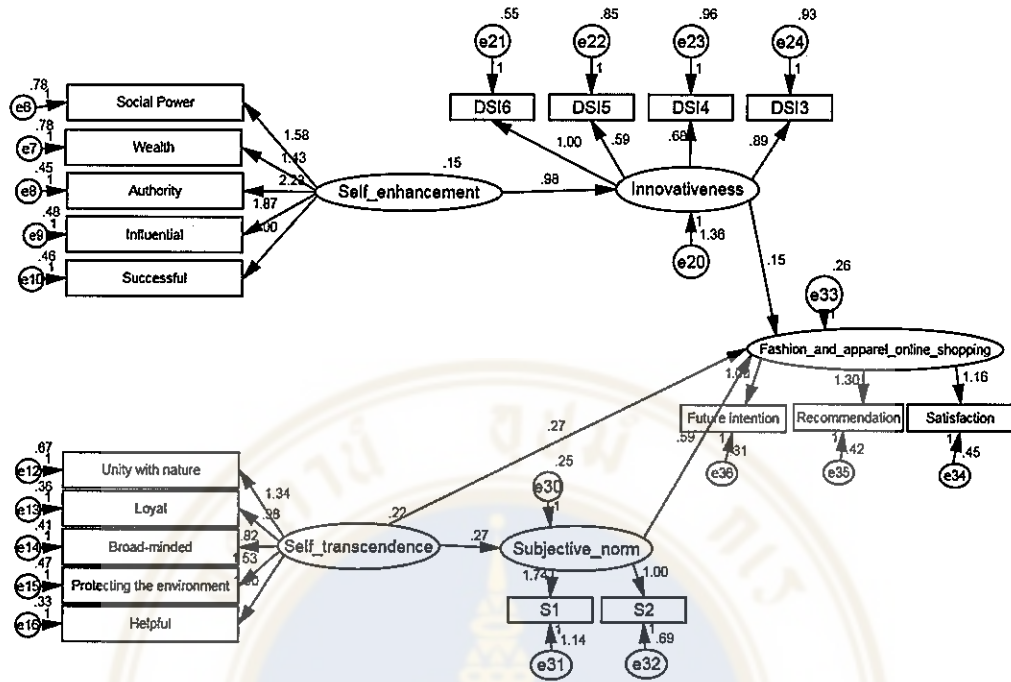 .55 .85 .96 .93
e21 e22 e23 e24
1 1 1 1
DSI6 DSI5 DSI4 DSI3
1.00 .59 .68 .89
.78
e6 1 Social Power
.78
e7 1 Wealth
.45
e8 1 Authority
.48
e9 1 Influential
.46
e10 1 Successful
1.58
1.43
2.23
1.87
.15
Self_enhancement
.98
Innovativeness
1
1.36
e20
.15
.26
e33
1
Fashion_and_apparel_online_shopping
1.30 1.16
Future intention Recommendation Satisfaction
1 .31 1 .42 1 .45
e36 e35 e34
.27
.59
.67
e12 1 Unity with nature
.36
e13 1 Loyal
.41
e14 1 Broad-minded
.47
e15 1 Protecting the environment
.33
e16 1 Helpful
1.34
.98
.82
1.53
.22
Self_transcendence
.27
.25
e30
1
Subjective_norm
1.74 1.00
S1 S2
1 1
1.14 .69
e31 e32